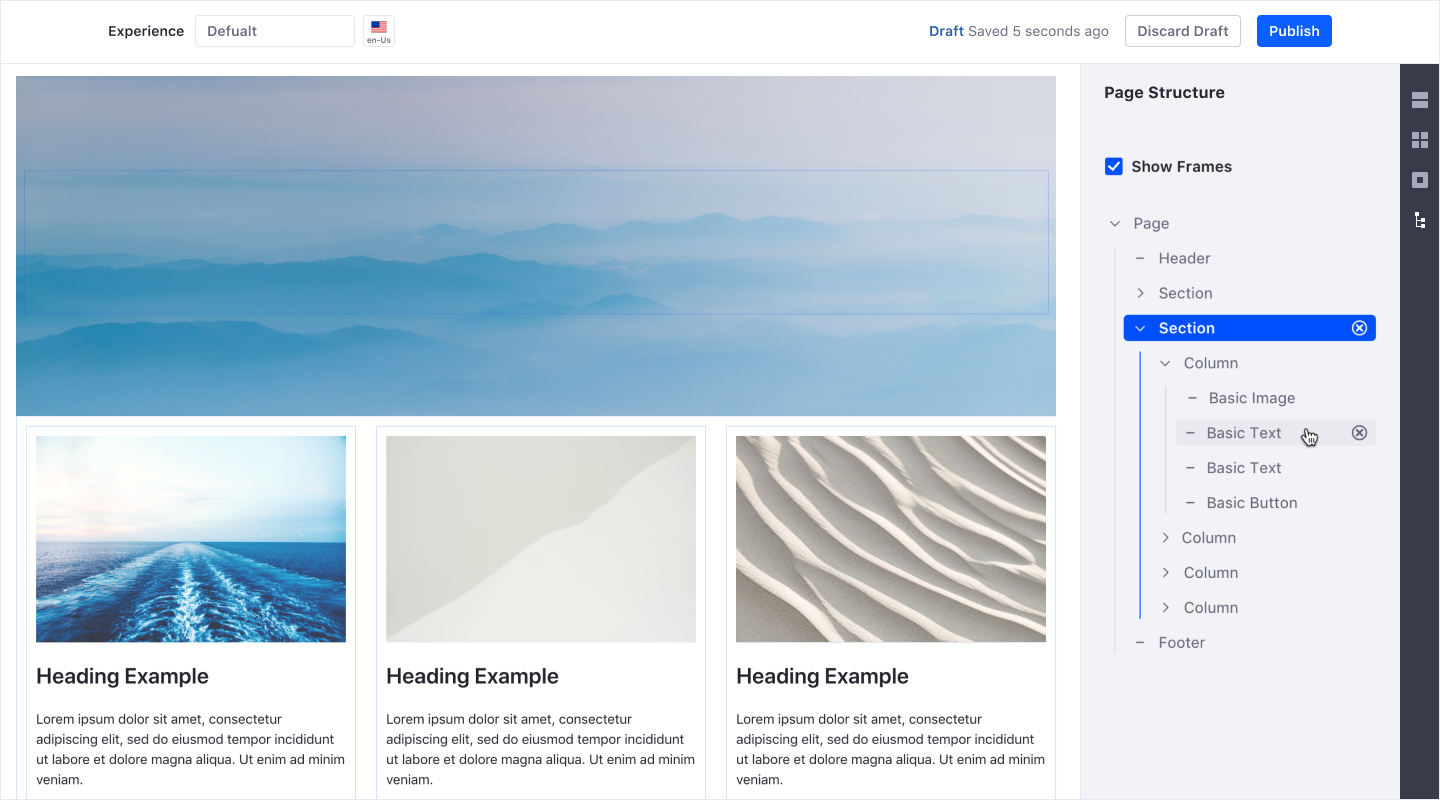 Experience
Defualt
en-Us
Draft Saved 5 seconds ago
Discard Draft
Publish
Heading Example
Lorem ipsum dolor sit amet, consectetur
adipiscing elit, sed do eiusmod tempor incididunt
ut labore et dolore magna aliqua. Ut enim ad minim
veniam.
Heading Example
Lorem ipsum dolor sit amet, consectetur
adipiscing elit, sed do eiusmod tempor incididunt
ut labore et dolore magna aliqua. Ut enim ad minim
veniam.
Heading Example
Lorem ipsum dolor sit amet, consectetur
adipiscing elit, sed do eiusmod tempor incididunt
ut labore et dolore magna aliqua. Ut enim ad minim
veniam.
Page Structure
Show Frames
Page
Header
Section
Section
Column
Basic Image
Basic Text
Basic Text
Basic Button
Column
Column
Column
Footer